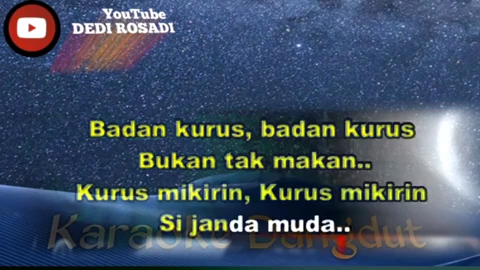 YouTube
DEDI ROSADI
Badan kurus, badan kurus
Bukan tak makan..
Kurus mikirin, Kurus mikirin
Si janda muda..
Karaoke Dangdut